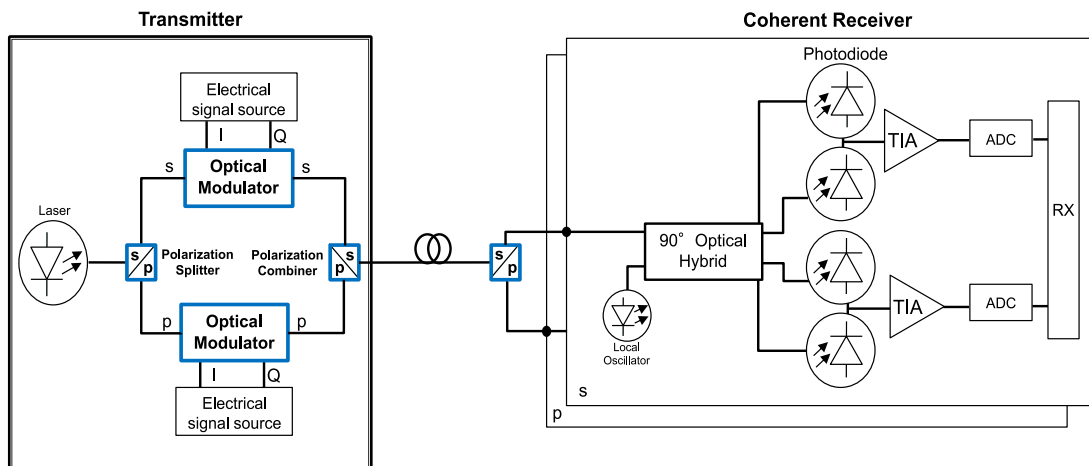 Transmitter
Coherent Receiver
Electrical
signal source
I
Q
s
Optical
Modulator
s
Laser
s
p
Polarization
Splitter
Polarization
Combiner
s
p
p
Optical
Modulator
p
I
Q
Electrical
signal source
s
p
Photodiode
TIA
ADC
90° Optical
Hybrid
RX
Local
Oscillator
TIA
ADC
s
p